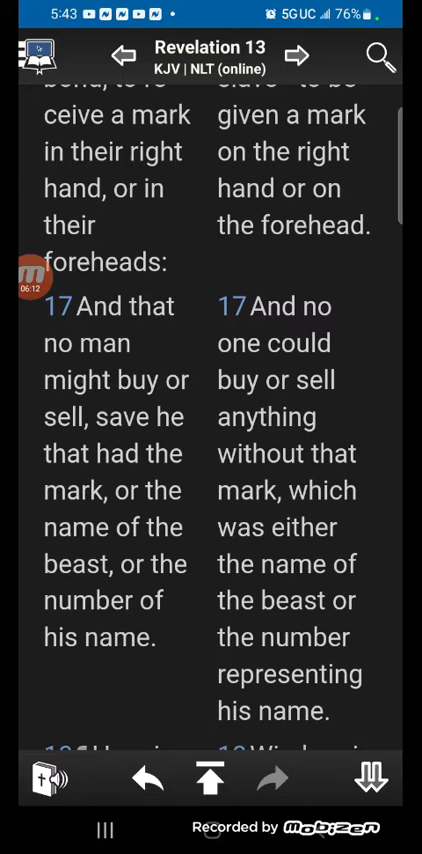 5:43 5G UC 76%
Revelation 13
KJV | NLT (online)
ceive a mark
in their right
hand, or in
their
foreheads:
17 And that
no man
might buy or
sell, save he
that had the
mark, or the
name of the
beast, or the
number of
his name.
given a mark
on the right
hand or on
the forehead.
17 And no
one could
buy or sell
anything
without that
mark, which
was either
the name of
the beast or
the number
representing
his name.
06:12
Recorded by mobizen